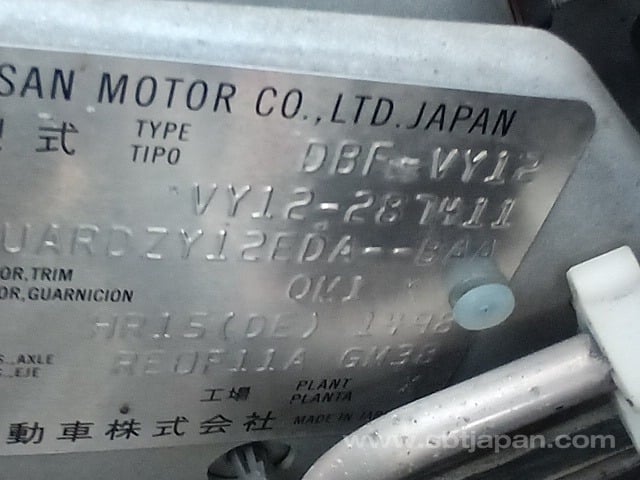 SAN MOTOR CO.,LTD.JAPAN
型式 TYPE TIPO DBF-VY12
VY12-287411
UARDZY12EDA--BAA
OR,TRIM
OR,GUARNICION QM1 K
HR15(DE) 1498
S.,AXLE
.,EJE RE0F11A GM38
工場 PLANT PLANTA
動車株式会社 MADE IN JAP
www.sbtjapan.com